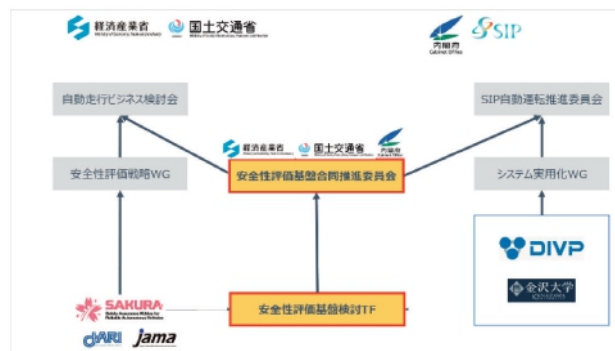 経済産業省
国土交通省
内閣府
Cabinet Office
SIP
自動走行ビジネス検討会
SIP自動運転推進委員会
経済産業省
国土交通省
内閣府
安全性評価戦略WG
安全性評価基盤合同推進委員会
システム実用化WG
DIVP
金沢大学
KANAZAWA
SAKURA
安全性評価基盤検討TF
JARI
jama